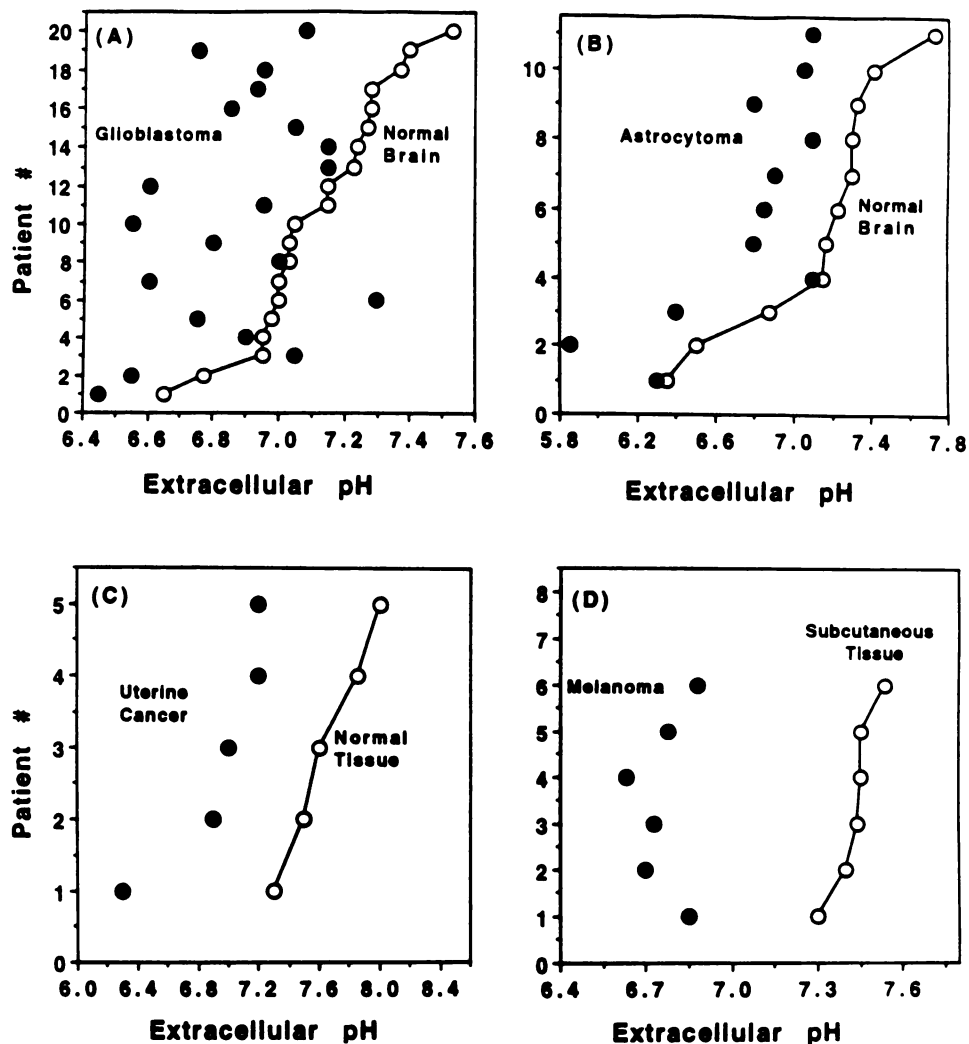 (A)
Glioblastoma
Normal
Brain
Patient #
20
18
16
14
12
10
8
6
4
2
0
6.4 6.6 6.8 7.0 7.2 7.4 7.6
Extracellular pH
(B)
Astrocytoma
Normal
Brain
10
8
6
4
2
0
5.8 6.2 6.6 7.0 7.4 7.8
Extracellular pH
(C)
Uterine
Cancer
Normal
Tissue
Patient #
5
4
3
2
1
0
6.0 6.4 6.8 7.2 7.6 8.0 8.4
Extracellular pH
(D)
Subcutaneous
Tissue
Melanoma
8
7
6
5
4
3
2
1
0
6.4 6.7 7.0 7.3 7.6
Extracellular pH